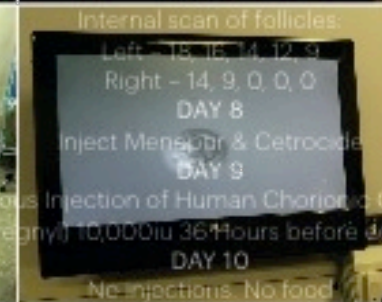 Internal scan of follicles:
Left – 18, 16, 14, 12, 9
Right – 14, 9, 0, 0, 0
DAY 8
Inject Menopur & Cetrocide
DAY 9
Injection of Human Chorionic
10,000iu 36 Hours before
DAY 10
No injections. No food